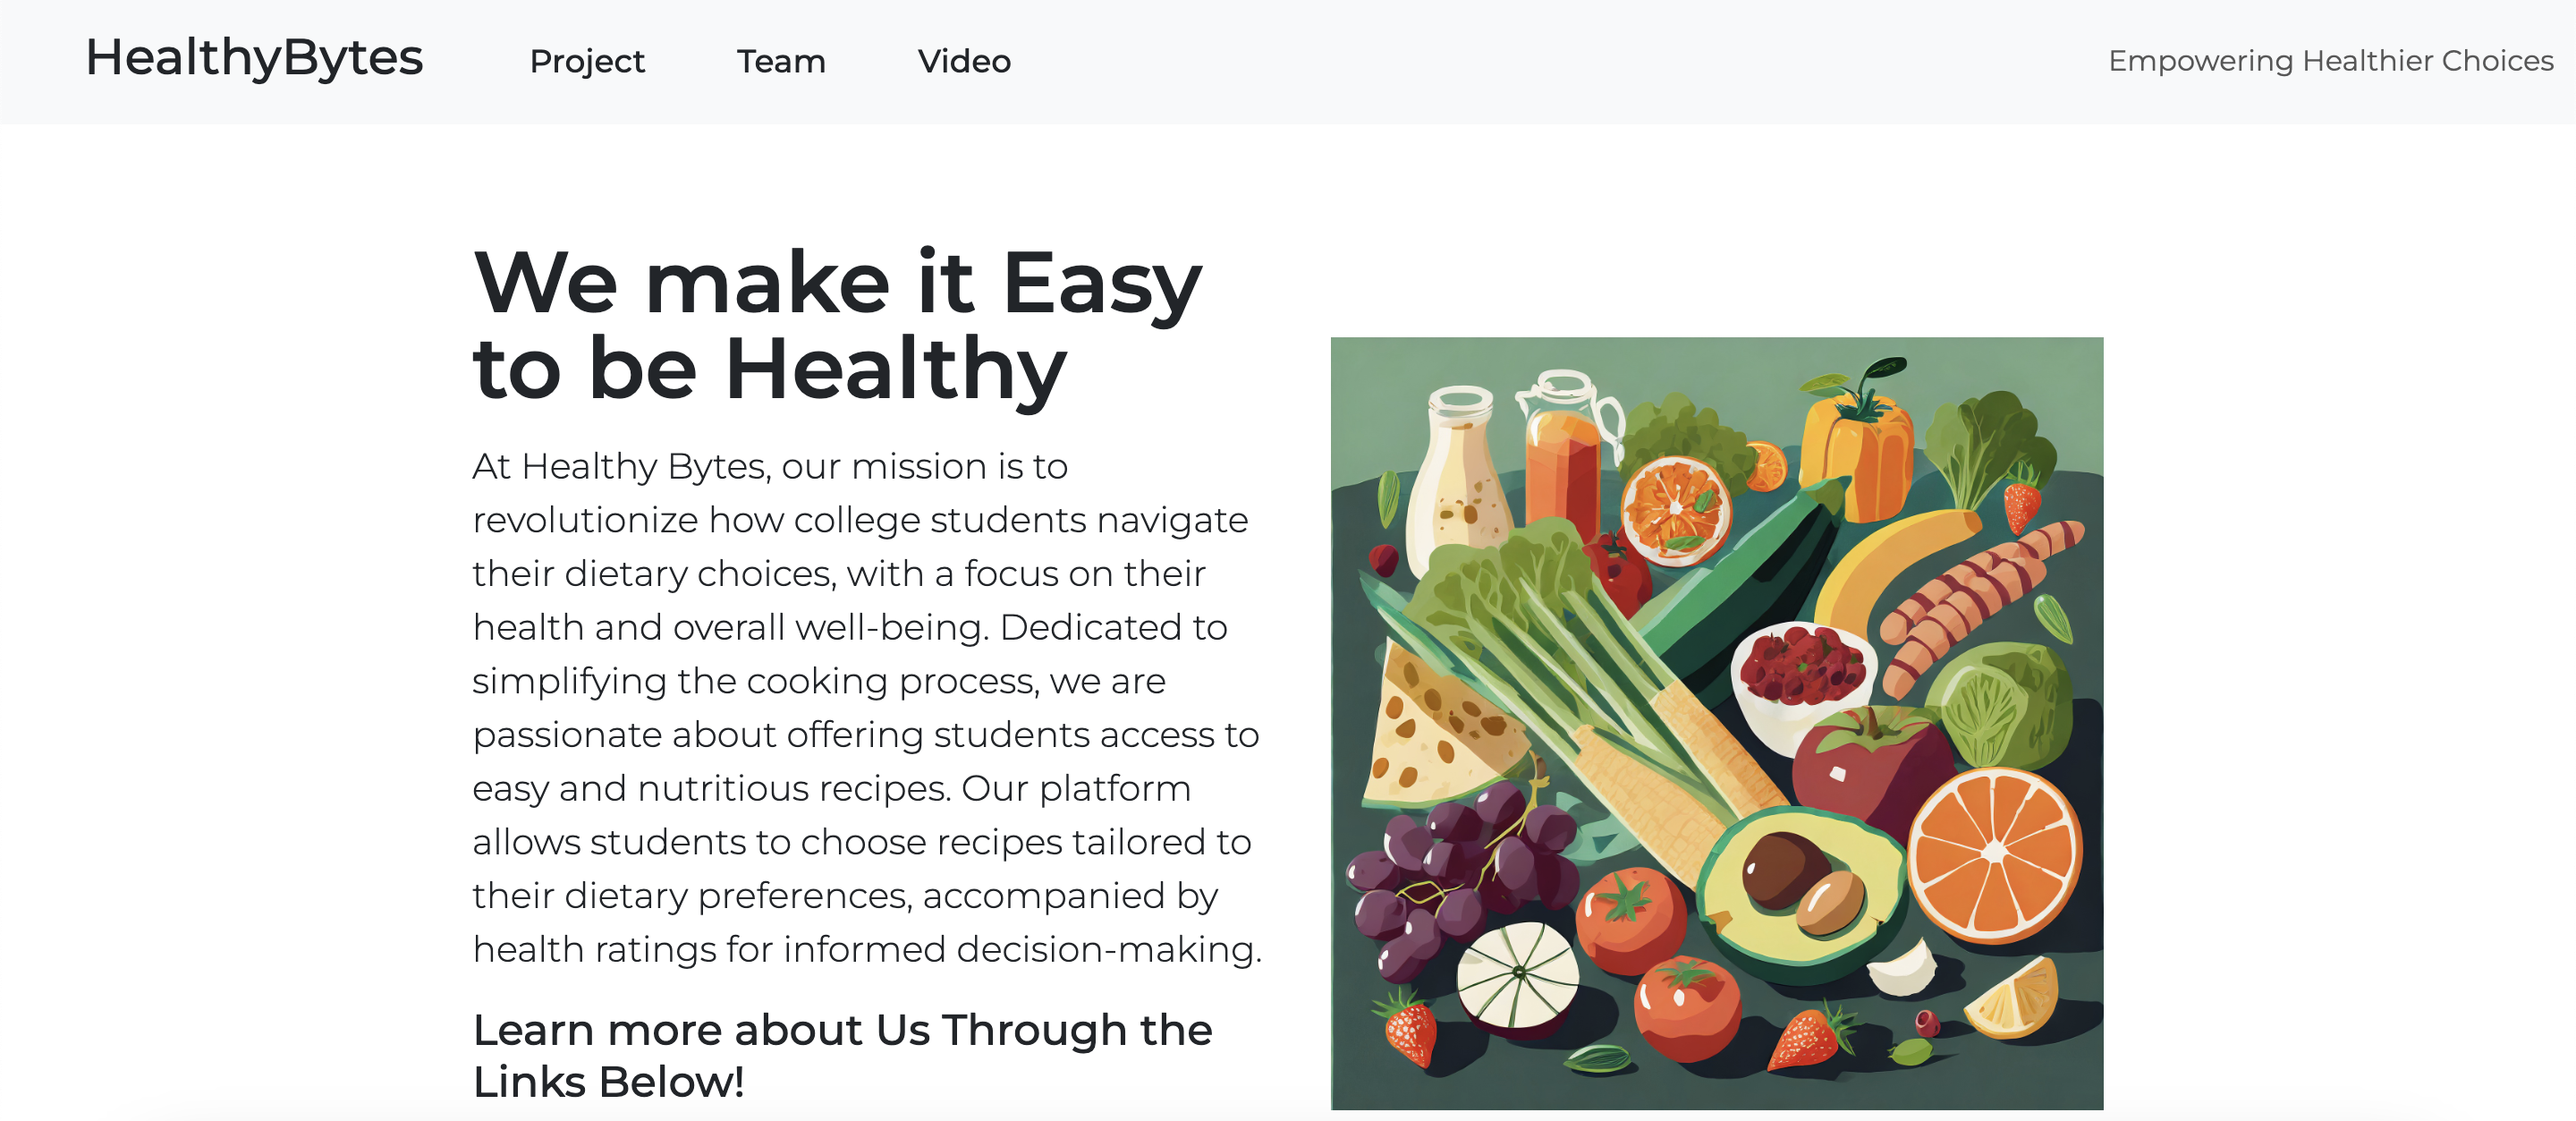 HealthyBytes Project Team Video Empowering Healthier Choices
We make it Easy
to be Healthy
At Healthy Bytes, our mission is to
revolutionize how college students navigate
their dietary choices, with a focus on their
health and overall well-being. Dedicated to
simplifying the cooking process, we are
passionate about offering students access to
easy and nutritious recipes. Our platform
allows students to choose recipes tailored to
their dietary preferences, accompanied by
health ratings for informed decision-making.
Learn more about Us Through the
Links Below!